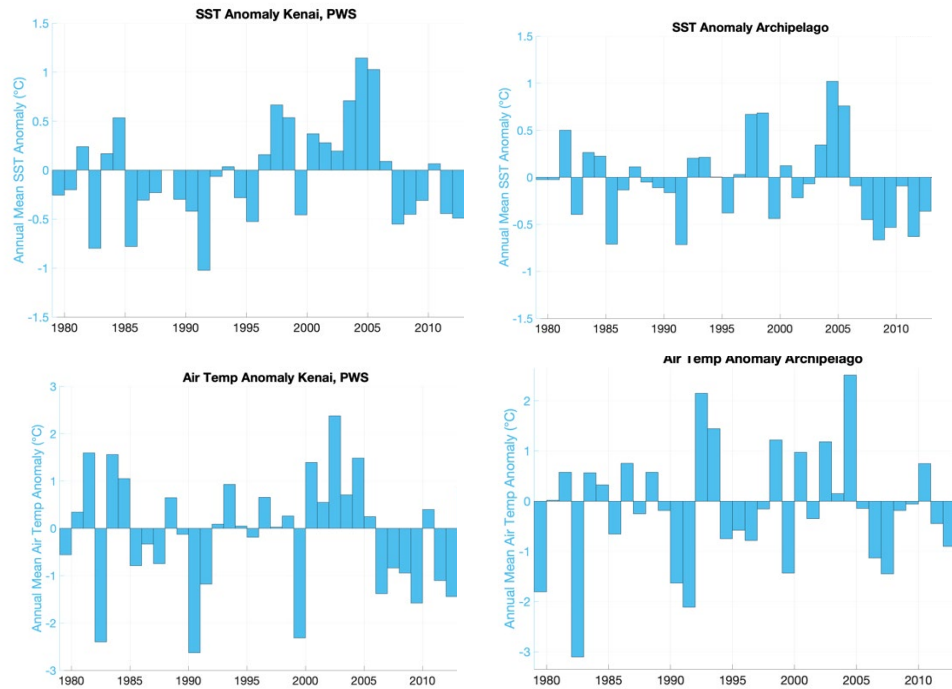 SST Anomaly Kenai, PWS
Annual Mean SST Anomaly (°C)
1.5
1
0.5
0
-0.5
-1
-1.5
1980 1985 1990 1995 2000 2005 2010
SST Anomaly Archipelago
Annual Mean SST Anomaly (°C)
1.5
1
0.5
0
-0.5
-1
-1.5
1980 1985 1990 1995 2000 2005 2010
Air Temp Anomaly Kenai, PWS
Annual Mean Air Temp Anomaly (°C)
3
2
1
0
-1
-2
-3
1980 1985 1990 1995 2000 2005 2010
Air Temp Anomaly Archipelago
Annual Mean Air Temp Anomaly (°C)
2
1
0
-1
-2
-3
1980 1985 1990 1995 2000 2005 2010